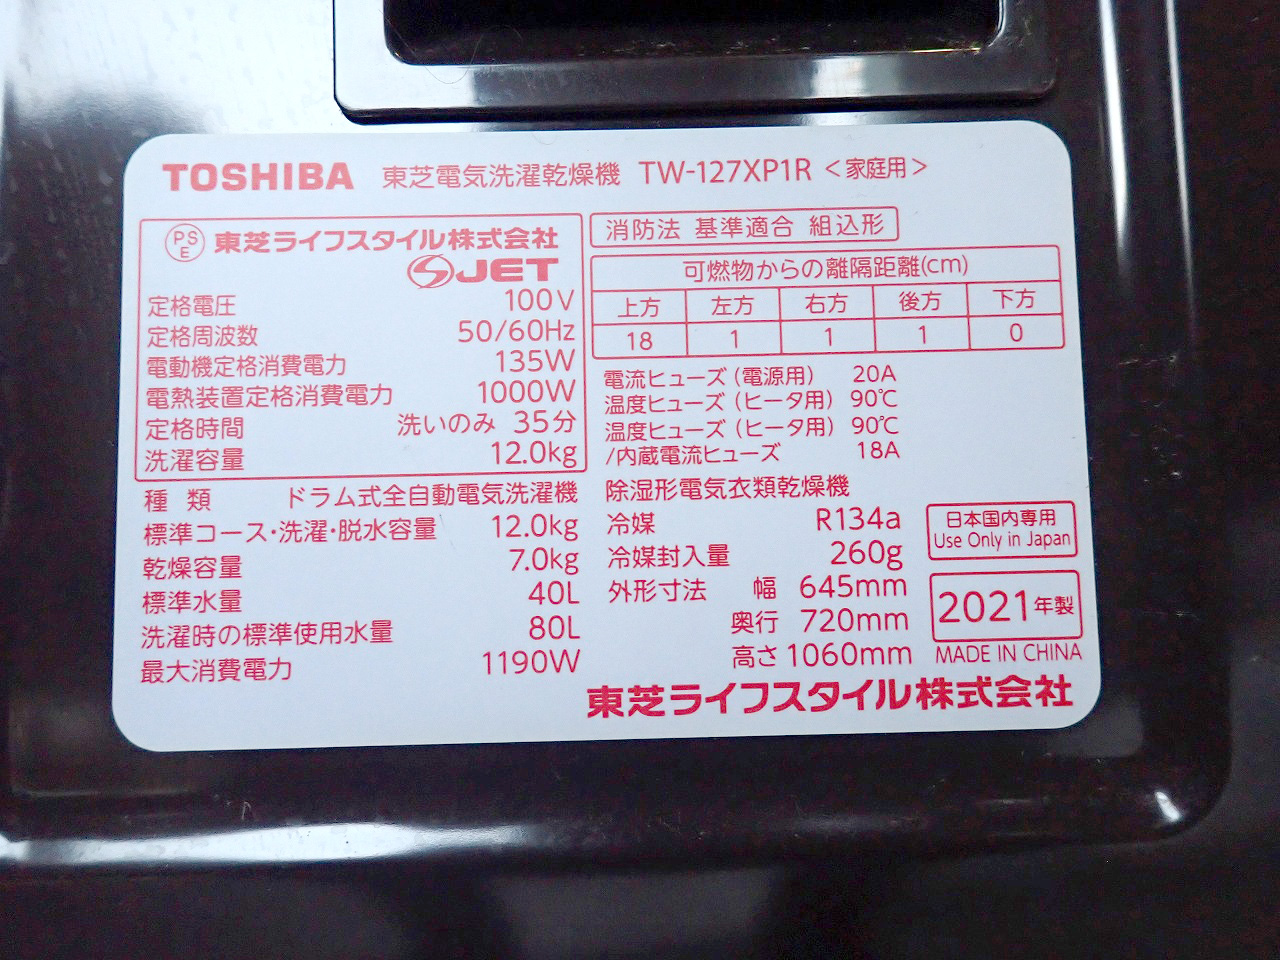 TOSHIBA 東芝電気洗濯乾燥機 TW-127XP1R <家庭用>
PSE 東芝ライフスタイル株式会社
JET
定格電圧 100V
定格周波数 50/60Hz
電動機定格消費電力 135W
電熱装置定格消費電力 1000W
定格時間 洗いのみ 35分
洗濯容量 12.0kg
種類 ドラム式全自動電気洗濯機
標準コース・洗濯・脱水容量 12.0kg
乾燥容量 7.0kg
標準水量 40L
洗濯時の標準使用水量 80L
最大消費電力 1190W
消防法 基準適合 組込形
可燃物からの離隔距離(cm)
上方 左方 右方 後方 下方
18 1 1 1 0
電流ヒューズ(電源用) 20A
温度ヒューズ(ヒータ用) 90℃
温度ヒューズ(ヒータ用) 90℃
/内蔵電流ヒューズ 18A
除湿形電気衣類乾燥機
冷媒 R134a
冷媒封入量 260g
外形寸法 幅 645mm
奥行 720mm
高さ 1060mm
日本国内専用
Use Only in Japan
2021年製
MADE IN CHINA
東芝ライフスタイル株式会社